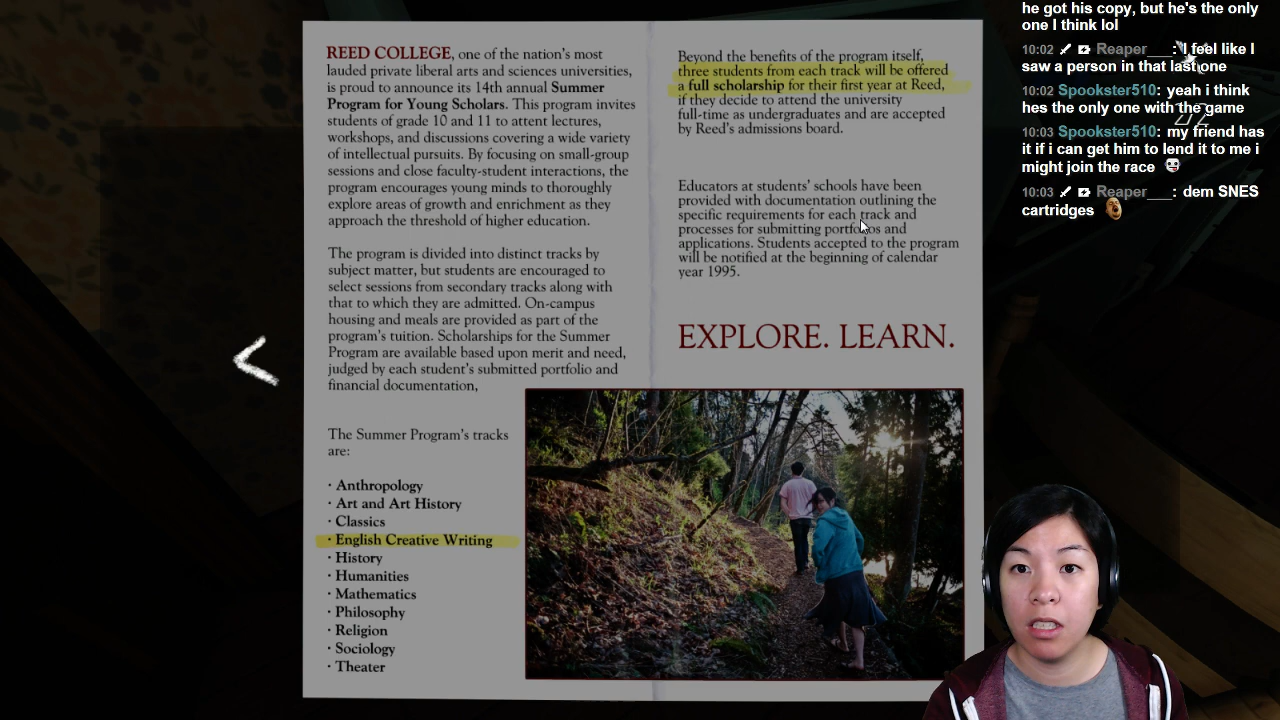 REED COLLEGE, one of the nation's most
lauded private liberal arts and sciences universities,
is proud to announce its 14th annual Summer
Program for Young Scholars. This program invites
students of grade 10 and 11 to attent lectures,
workshops, and discussions covering a wide variety
of intellectual pursuits. By focusing on small-group
sessions and close faculty-student interactions, the
program encourages young minds to thoroughly
explore areas of growth and enrichment as they
approach the threshold of higher education.
The program is divided into distinct tracks by
subject matter, but students are encouraged to
select sessions from secondary tracks along with
that to which they are admitted. On-campus
housing and meals are provided as part of the
program's tuition. Scholarships for the Summer
Program are available based upon merit and need,
judged by each student's submitted portfolio and
financial documentation,
The Summer Program's tracks
are:
· Anthropology
· Art and Art History
· Classics
· English Creative Writing
· History
· Humanities
· Mathematics
· Philosophy
· Religion
· Sociology
· Theater
Beyond the benefits of the program itself,
three students from each track will be offered
a full scholarship for their first year at Reed,
if they decide to attend the university
full-time as undergraduates and are accepted
by Reed's admissions board.
Educators at students' schools have been
provided with documentation outlining the
specific requirements for each track and
processes for submitting portfolios and
applications. Students accepted to the program
will be notified at the beginning of calendar
year 1995.
EXPLORE. LEARN.
he got his copy, but he's the only
one I think lol
10:02 Reaper___: I feel like I
saw a person in that last one
10:02 Spookster510: yeah i think
hes the only one with the game
10:03 Spookster510: my friend has
it if i can get him to lend it to me i
might join the race
10:03 Reaper___: dem SNES
cartridges